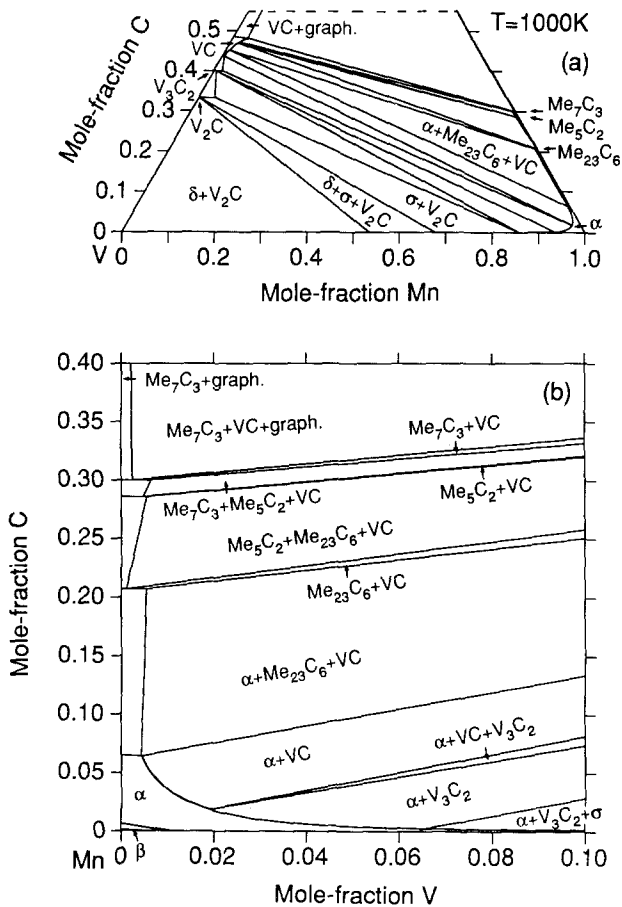 T=1000K
(a)
VC+graph.
0.5
VC
0.4
V3C2
Mole-fraction C
0.3
V2C
Me7C3
Me5C2
α+Me23C6+VC
Me23C6
0.2
0.1
δ+V2C
δ+σ+V2C
σ+V2C
α
0
V
0 0.2 0.4 0.6 0.8 1.0
Mole-fraction Mn
0.40
Me7C3+graph.
(b)
0.35
Me7C3+VC+graph.
Me7C3+VC
0.30
Me7C3+Me5C2+VC
Me5C2+VC
0.25
Me5C2+Me23C6+VC
0.20
Me23C6+VC
Mole-fraction C
0.15
α+Me23C6+VC
0.10
α+VC
α+VC+V3C2
0.05
α
α+V3C2
α+V3C2+σ
0
Mn
β
0 0.02 0.04 0.06 0.08 0.10
Mole-fraction V